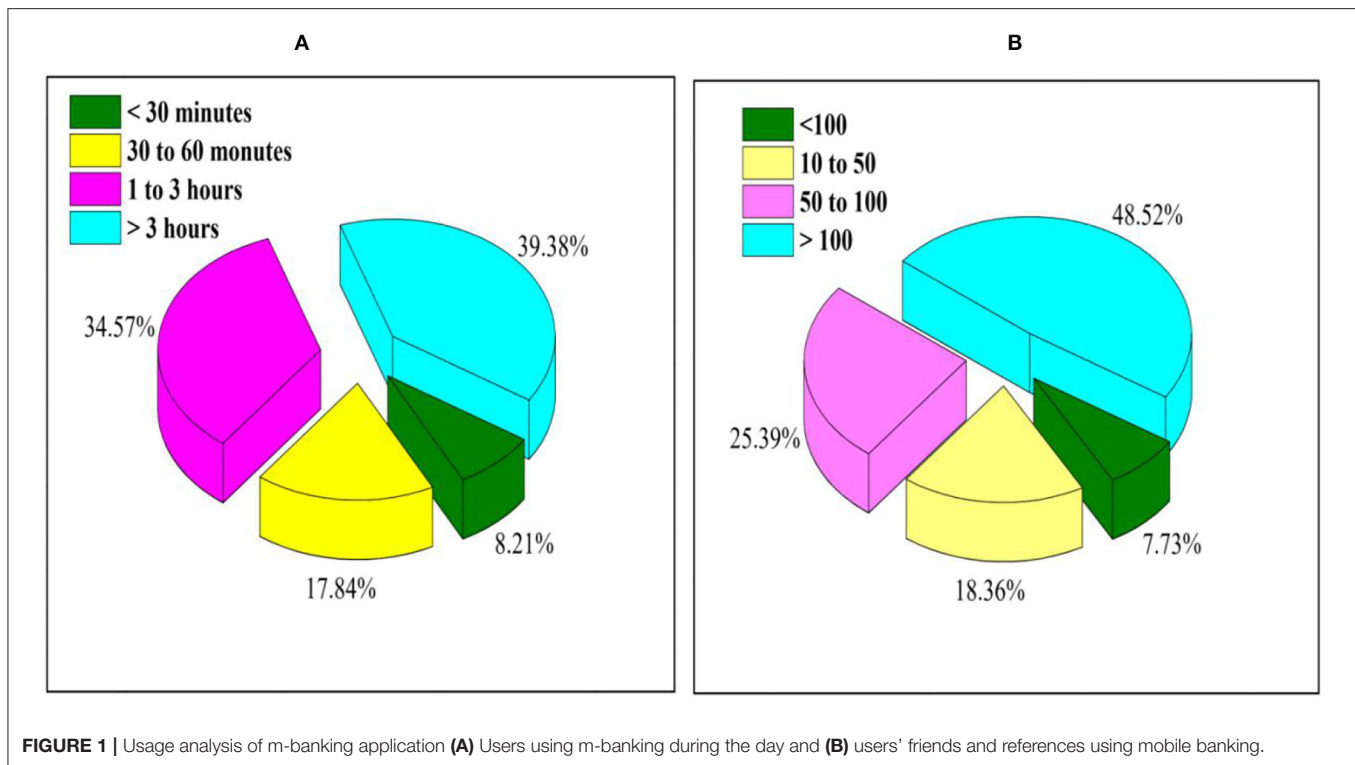 A
< 30 minutes
30 to 60 monutes
1 to 3 hours
> 3 hours
39.38%
34.57%
8.21%
17.84%
B
<100
10 to 50
50 to 100
> 100
48.52%
25.39%
7.73%
18.36%
FIGURE 1 | Usage analysis of m-banking application (A) Users using m-banking during the day and (B) users' friends and references using mobile banking.